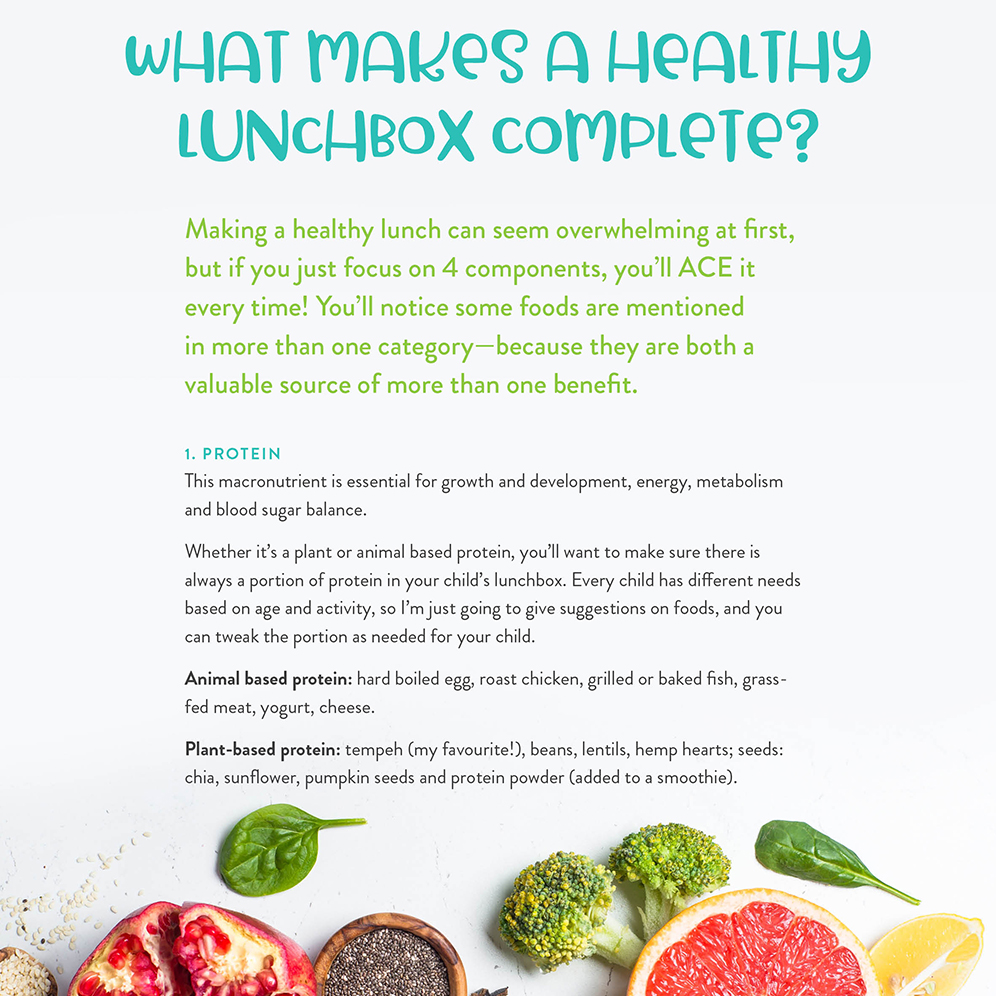 WHAT MAKES A HEALTHY
LUNCHBOX COMPLETE?
Making a healthy lunch can seem overwhelming at first,
but if you just focus on 4 components, you’ll ACE it
every time! You’ll notice some foods are mentioned
in more than one category—because they are both a
valuable source of more than one benefit.
1. PROTEIN
This macronutrient is essential for growth and development, energy, metabolism
and blood sugar balance.
Whether it’s a plant or animal based protein, you’ll want to make sure there is
always a portion of protein in your child’s lunchbox. Every child has different needs
based on age and activity, so I’m just going to give suggestions on foods, and you
can tweak the portion as needed for your child.
Animal based protein: hard boiled egg, roast chicken, grilled or baked fish, grass-
fed meat, yogurt, cheese.
Plant-based protein: tempeh (my favourite!), beans, lentils, hemp hearts; seeds:
chia, sunflower, pumpkin seeds and protein powder (added to a smoothie).